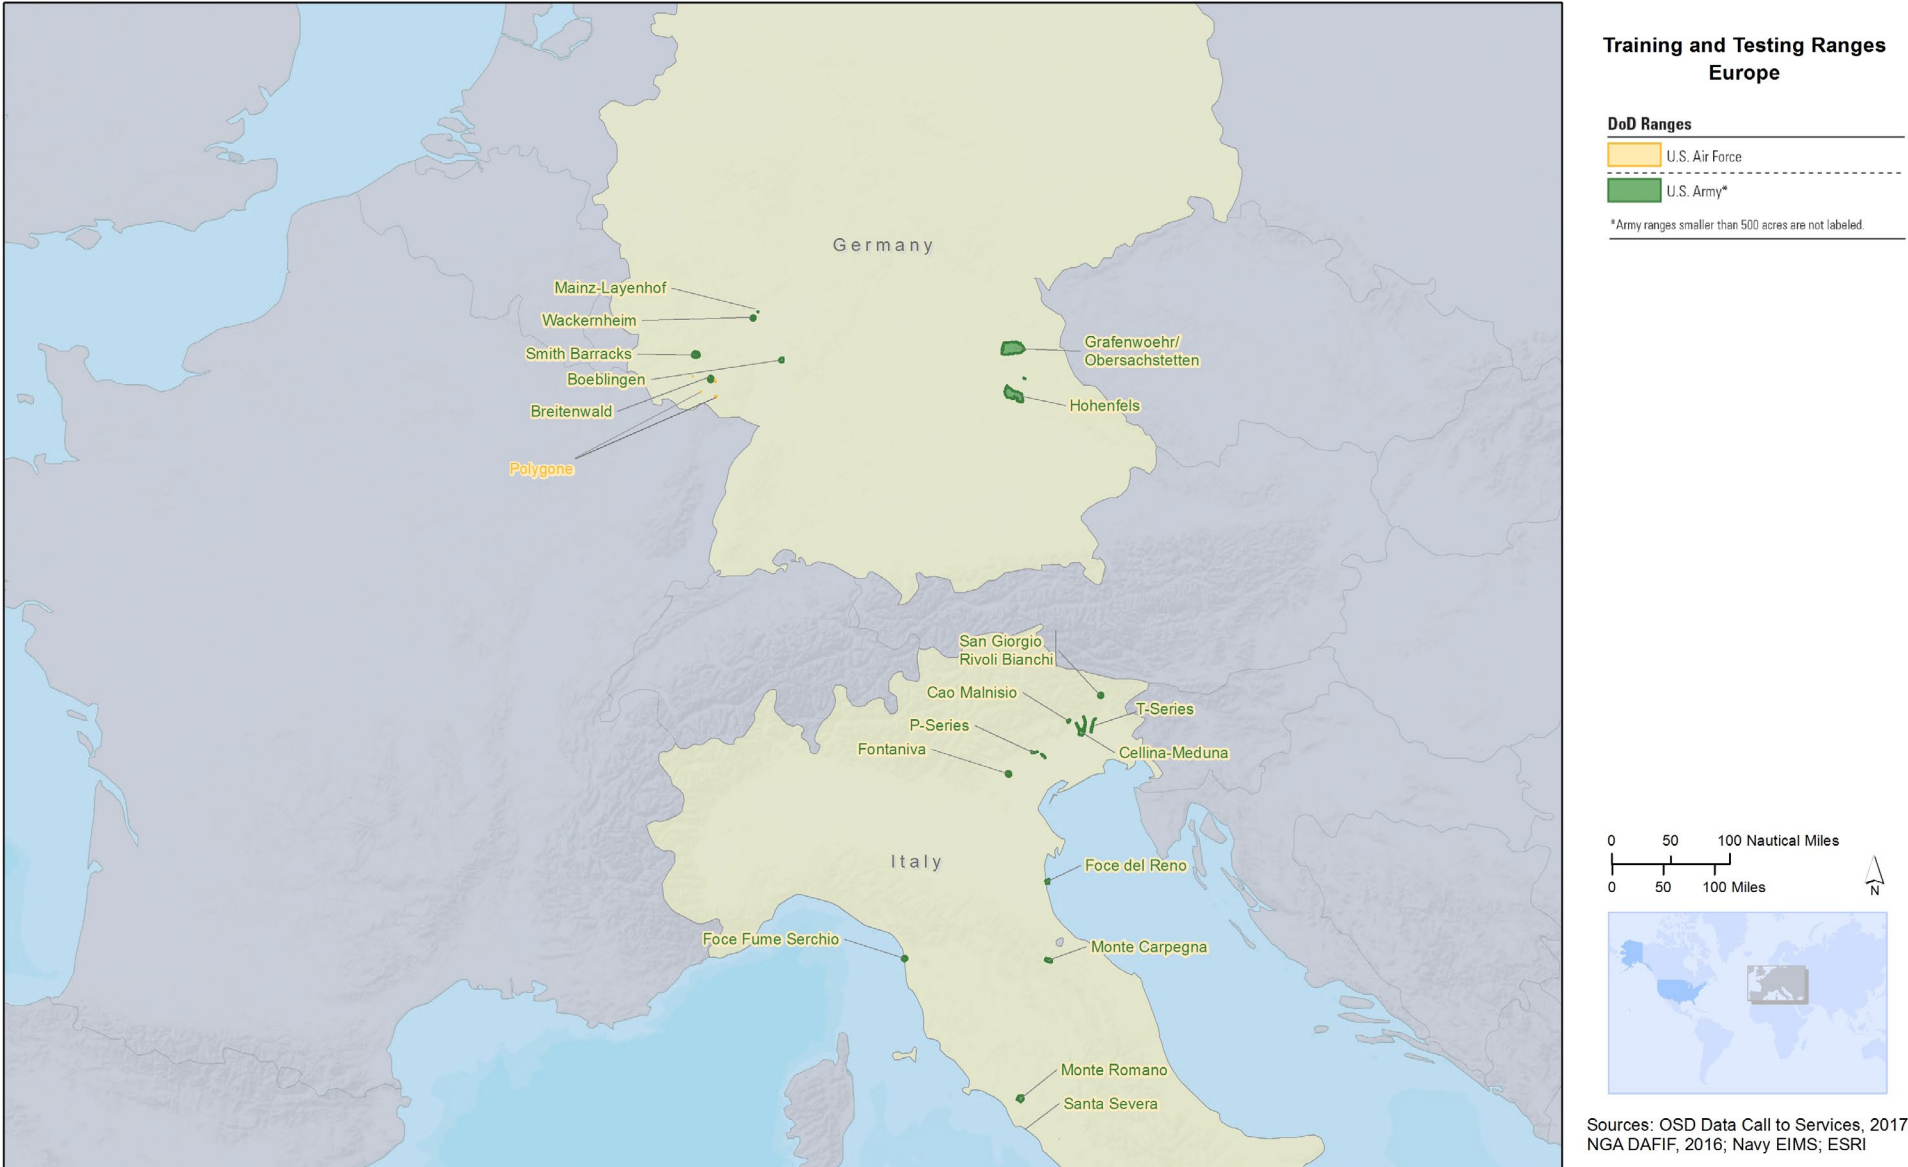 Training and Testing Ranges
Europe
DoD Ranges
U.S. Air Force
U.S. Army*
*Army ranges smaller than 500 acres are not labeled.
Germany
Mainz-Layenhof
Wackernheim
Smith Barracks
Boeblingen
Breitenwald
Polygone
Grafenwoehr/
Obersachstetten
Hohenfels
San Giorgio
Rivoli Bianchi
Cao Malnisio
T-Series
P-Series
Fontaniva
Cellina-Meduna
Italy
Foce del Reno
Foce Fume Serchio
Monte Carpegna
Monte Romano
Santa Severa
0 50 100 Nautical Miles
0 50 100 Miles
N
Sources: OSD Data Call to Services, 2017
NGA DAFIF, 2016; Navy EIMS; ESRI